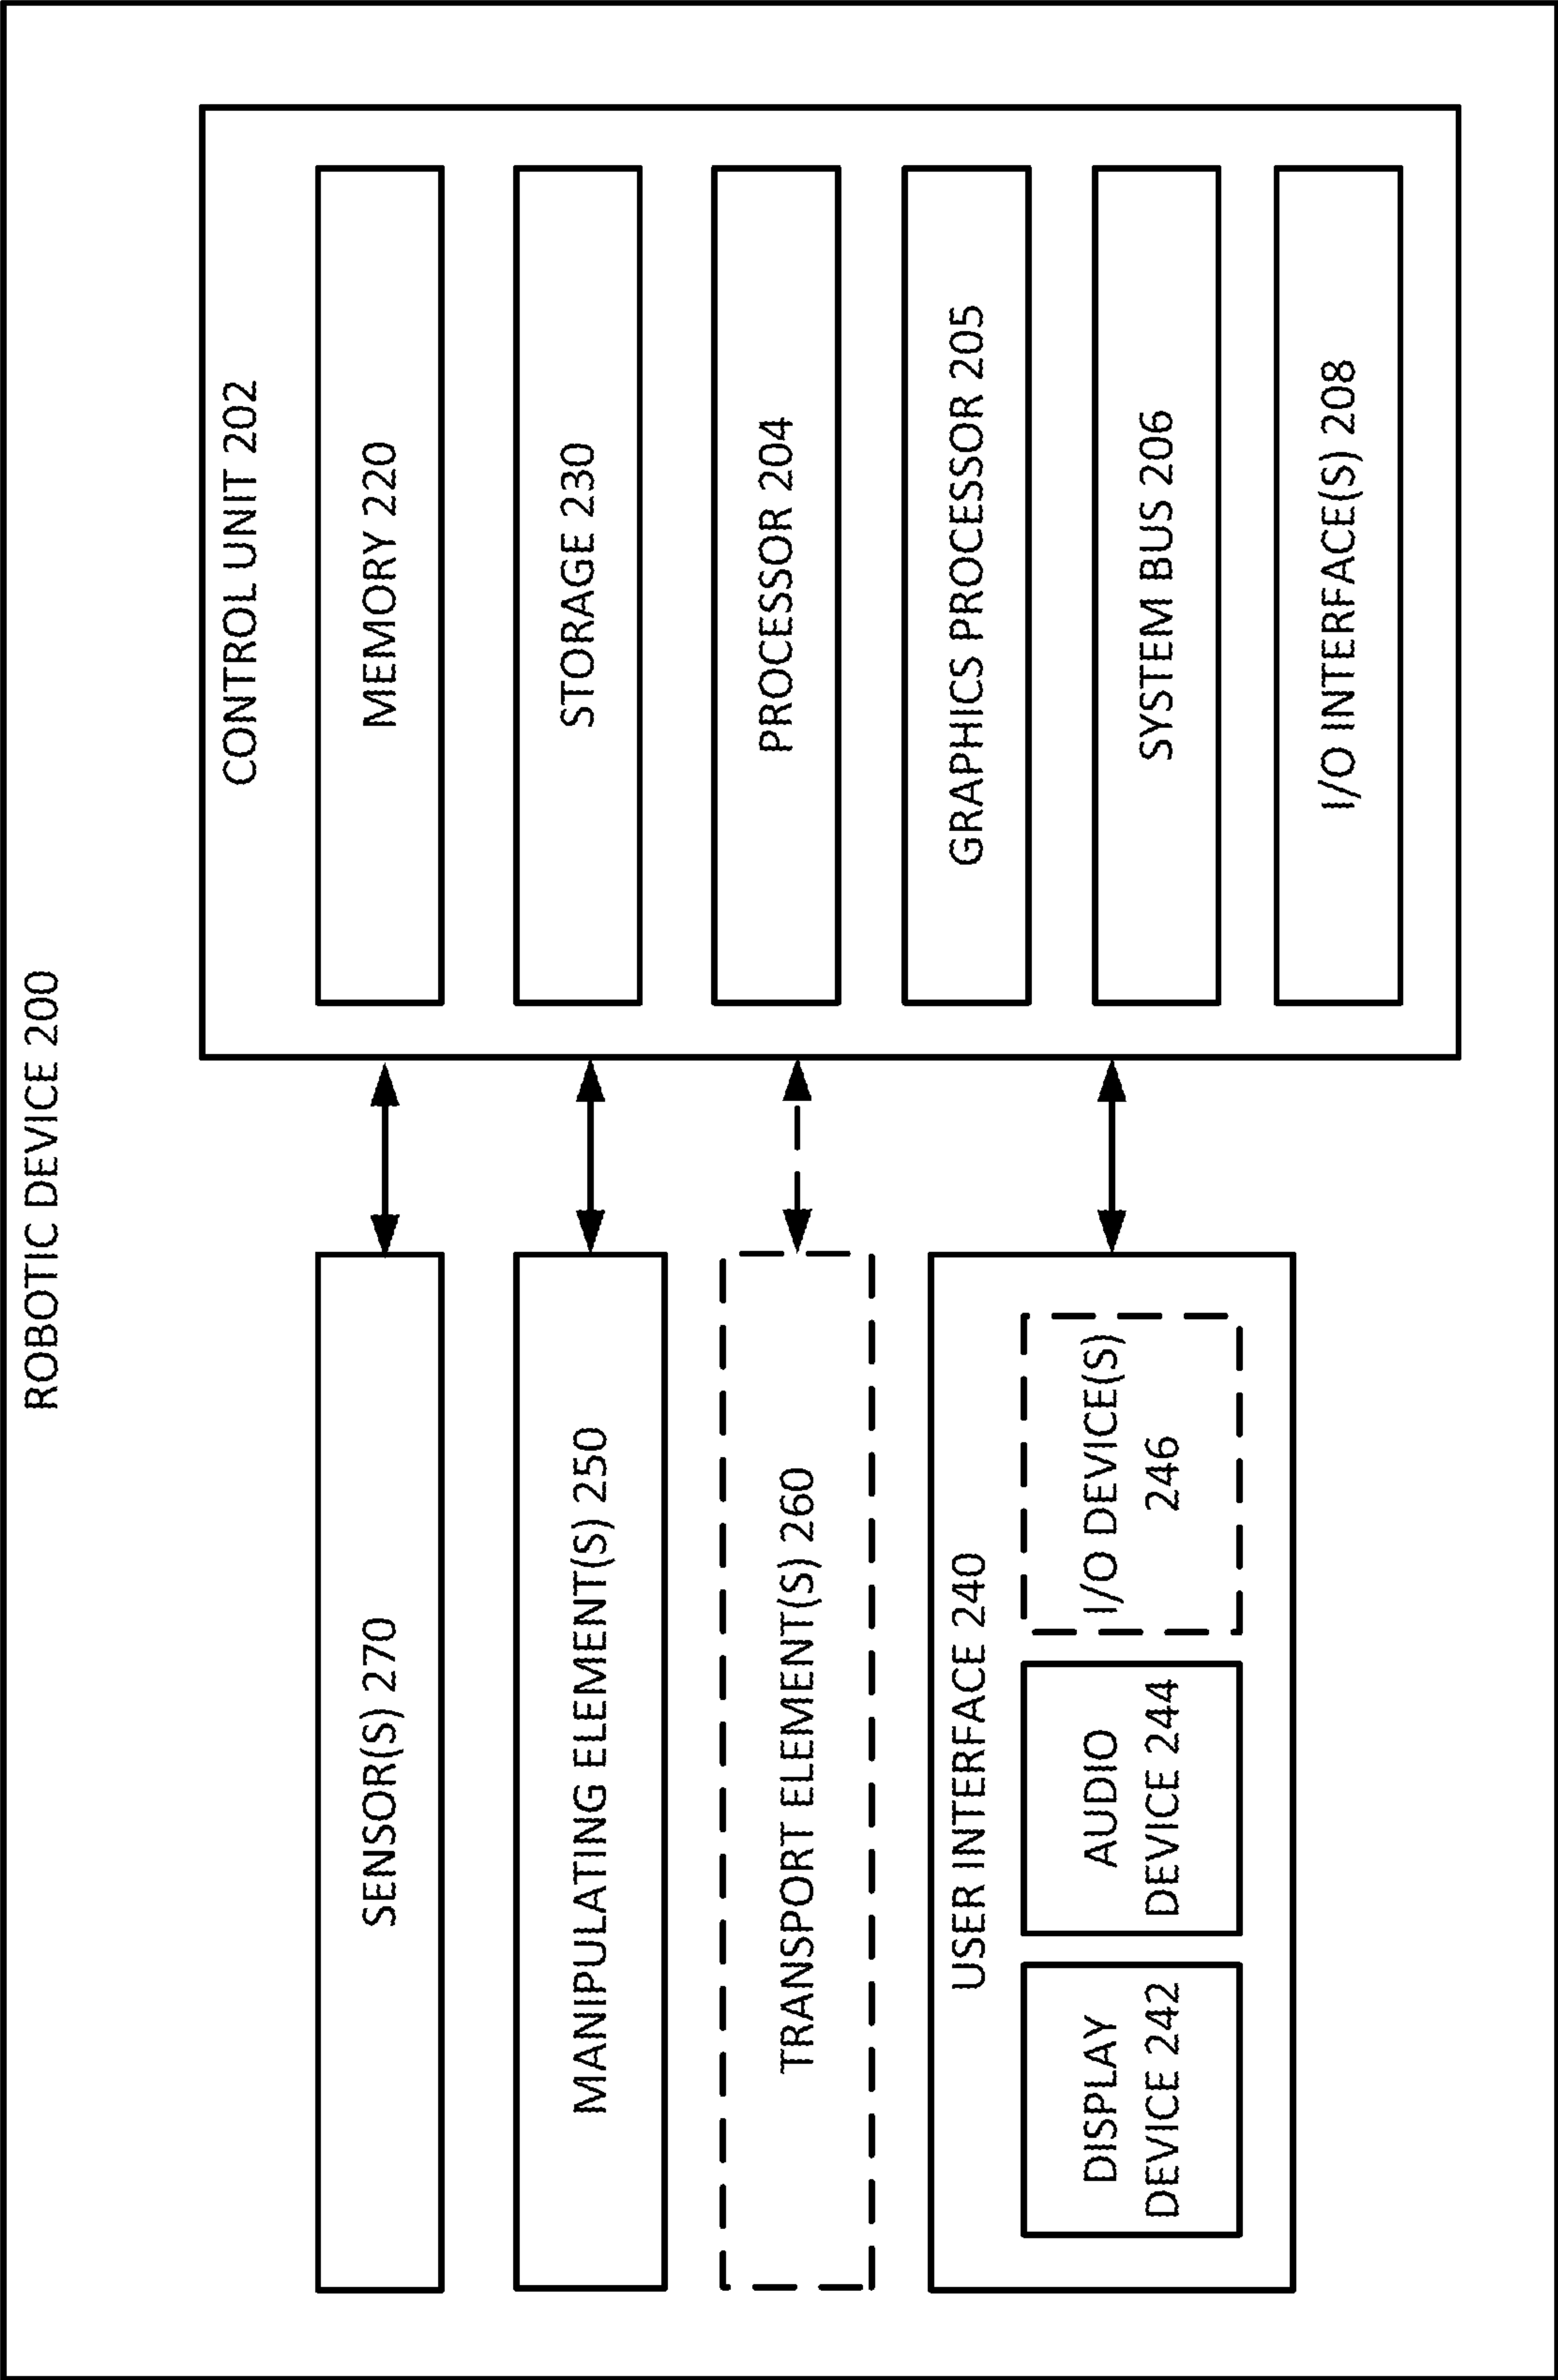 ROBOTIC DEVICE 200
SENSOR(S) 270
MANIPULATING ELEMENT(S) 250
TRANSPORT ELEMENT(S) 260
USER INTERFACE 240
DISPLAY
DEVICE 242
AUDIO
DEVICE 244
I/O DEVICE(S)
246
CONTROL UNIT 202
MEMORY 220
STORAGE 230
PROCESSOR 204
GRAPHICS PROCESSOR 205
SYSTEM BUS 206
I/O INTERFACE(S) 208